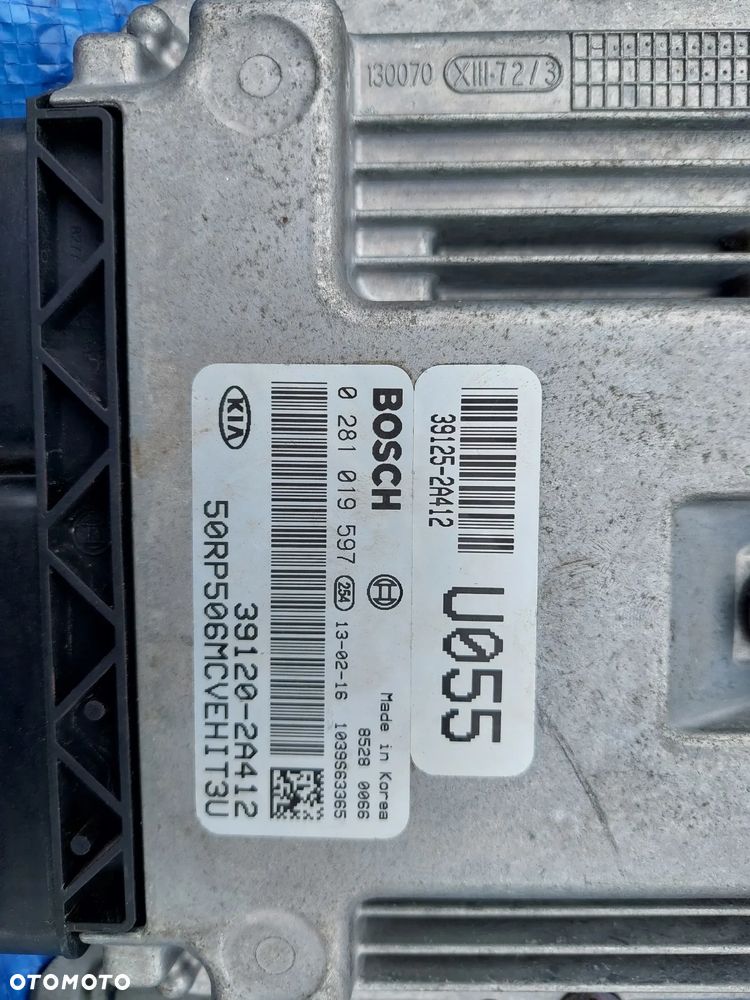 130070 XIII-72/3
39125-2A412
U055
BOSCH
0 281 019 597
254
13-02-16
1039S63365
Made in Korea
8528 0066
KIA
39120-2A412
50RP506MCVEHIT3U
OTOMOTO